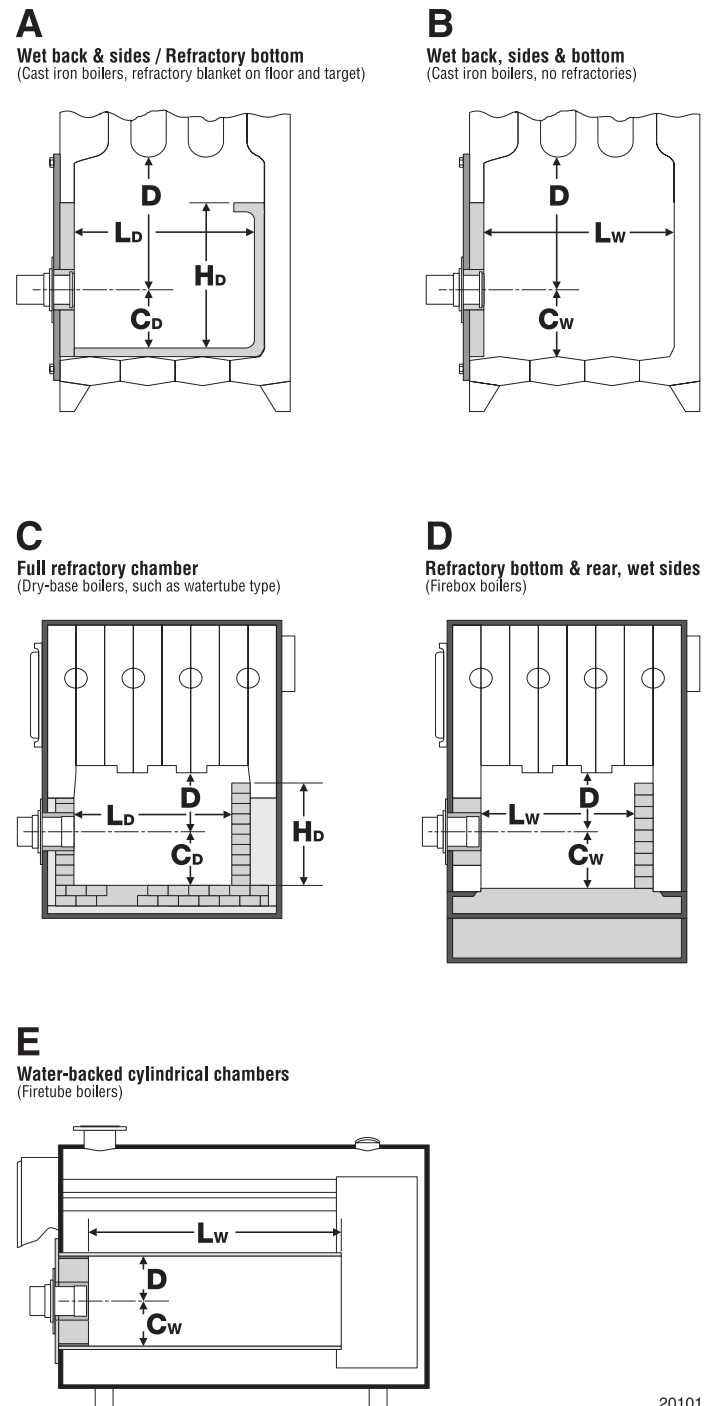 A
Wet back & sides / Refractory bottom
(Cast iron boilers, refractory blanket on floor and target)
D
LD
HD
CD
B
Wet back, sides & bottom
(Cast iron boilers, no refractories)
D
LW
CW
C
Full refractory chamber
(Dry-base boilers, such as watertube type)
D
LD
HD
CD
D
Refractory bottom & rear, wet sides
(Firebox boilers)
D
LW
CW
E
Water-backed cylindrical chambers
(Firetube boilers)
LW
D
CW
20101